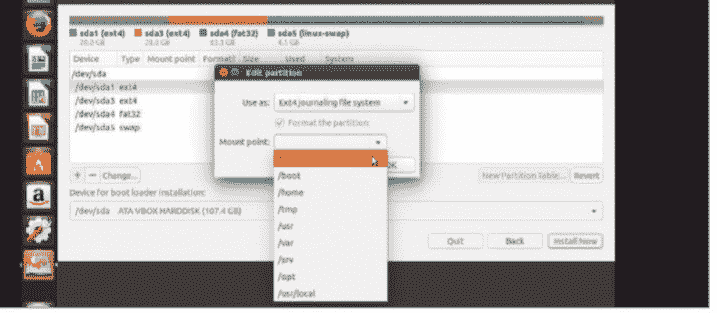 sda1 (ext4) sda3 (ext4) sda4 (fat32) sda5 (linux-swap)
Device Type Mount point Format? Size Used System
/dev/sda
/dev/sda1 ext4
/dev/sda3 ext4
/dev/sda4 fat32
/dev/sda5 swap
Edit partition
Use as: Ext4 journaling file system
Format the partition:
Mount point:
/boot
/home
/tmp
/usr
/var
/srv
/opt
/usr/local
+ − Change...
New Partition Table... Revert
Device for boot loader installation:
/dev/sda ATA VBOX HARDDISK (107.4 GB)
Quit Back Install Now